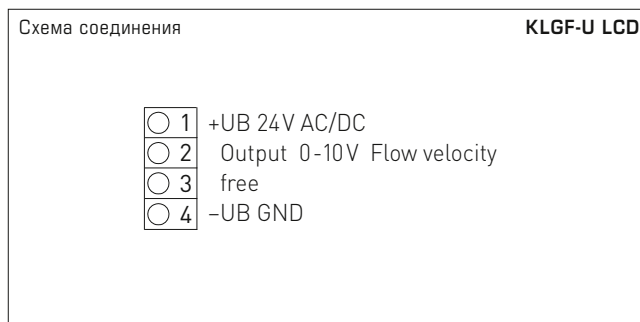 Схема соединения KLGF-U LCD
1 +UB 24V AC/DC
2 Output 0-10V Flow velocity
3 free
4 –UB GND